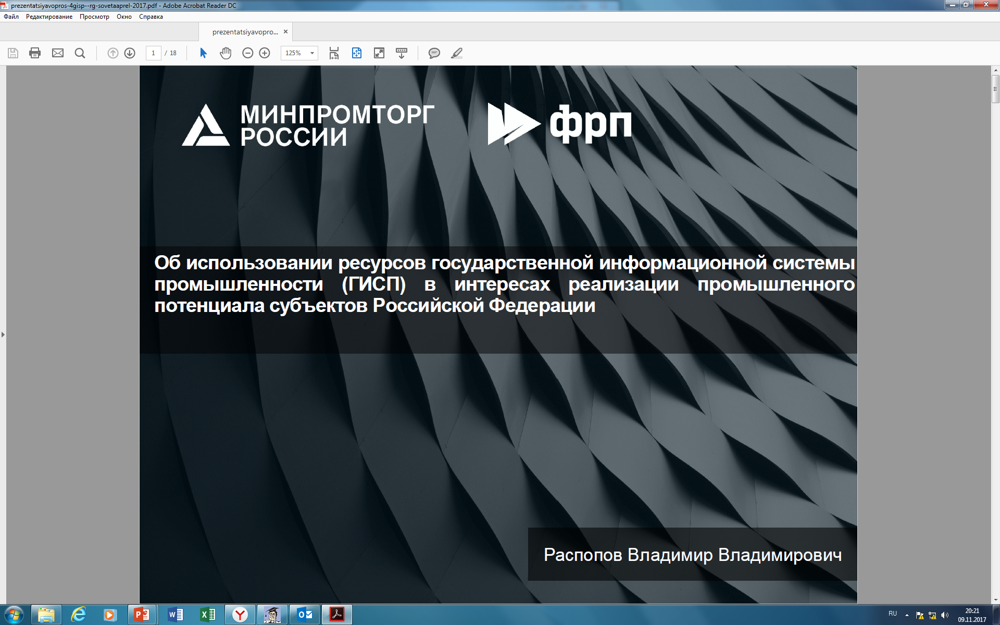 prezentatsiyavopros-4gisp--rg-sovetaaprel-2017.pdf - Adobe Acrobat Reader DC
Файл Редактирование Просмотр Окно Справка
prezentatsiyavopro... ×
1 / 18 125%
МИНПРОМТОРГ
РОССИИ
фрп
Об использовании ресурсов государственной информационной системы
промышленности (ГИСП) в интересах реализации промышленного
потенциала субъектов Российской Федерации
Распопов Владимир Владимирович
RU
20:21
09.11.2017